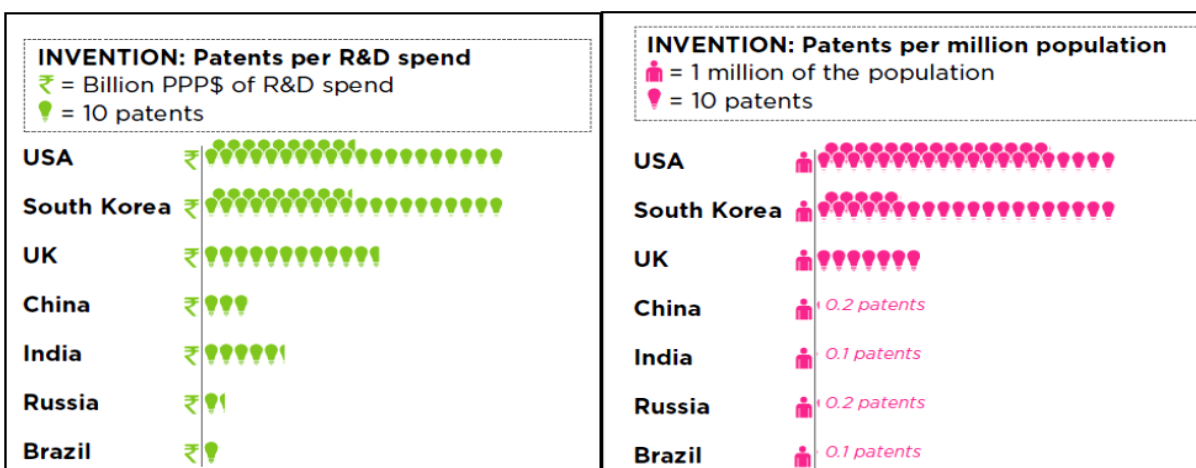 INVENTION: Patents per R&D spend
₹ = Billion PPP$ of R&D spend
= 10 patents
USA ₹
South Korea ₹
UK ₹
China ₹
India ₹
Russia ₹
Brazil ₹
INVENTION: Patents per million population
= 1 million of the population
= 10 patents
USA
South Korea
UK
China 0.2 patents
India 0.1 patents
Russia 0.2 patents
Brazil 0.1 patents